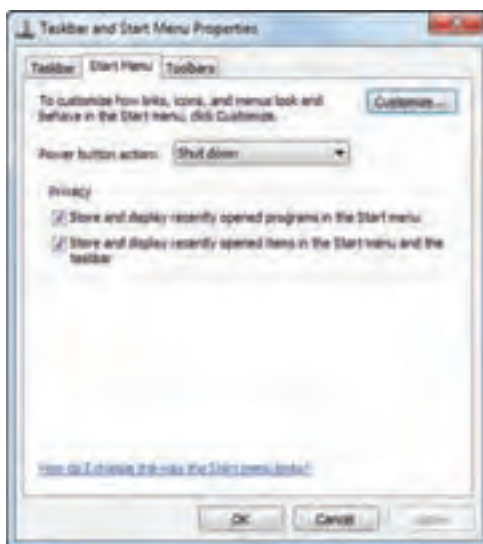 Taskbar and Start Menu Properties
Taskbar Start Menu Toolbars
To customize how links, icons, and menus look and
behave in the Start menu, click Customize.
Customize...
Power button action: Shut down
Privacy
Store and display recently opened programs in the Start menu
Store and display recently opened items in the Start menu and the
taskbar
How do I change the way the Start menu looks?
OK Cancel Apply